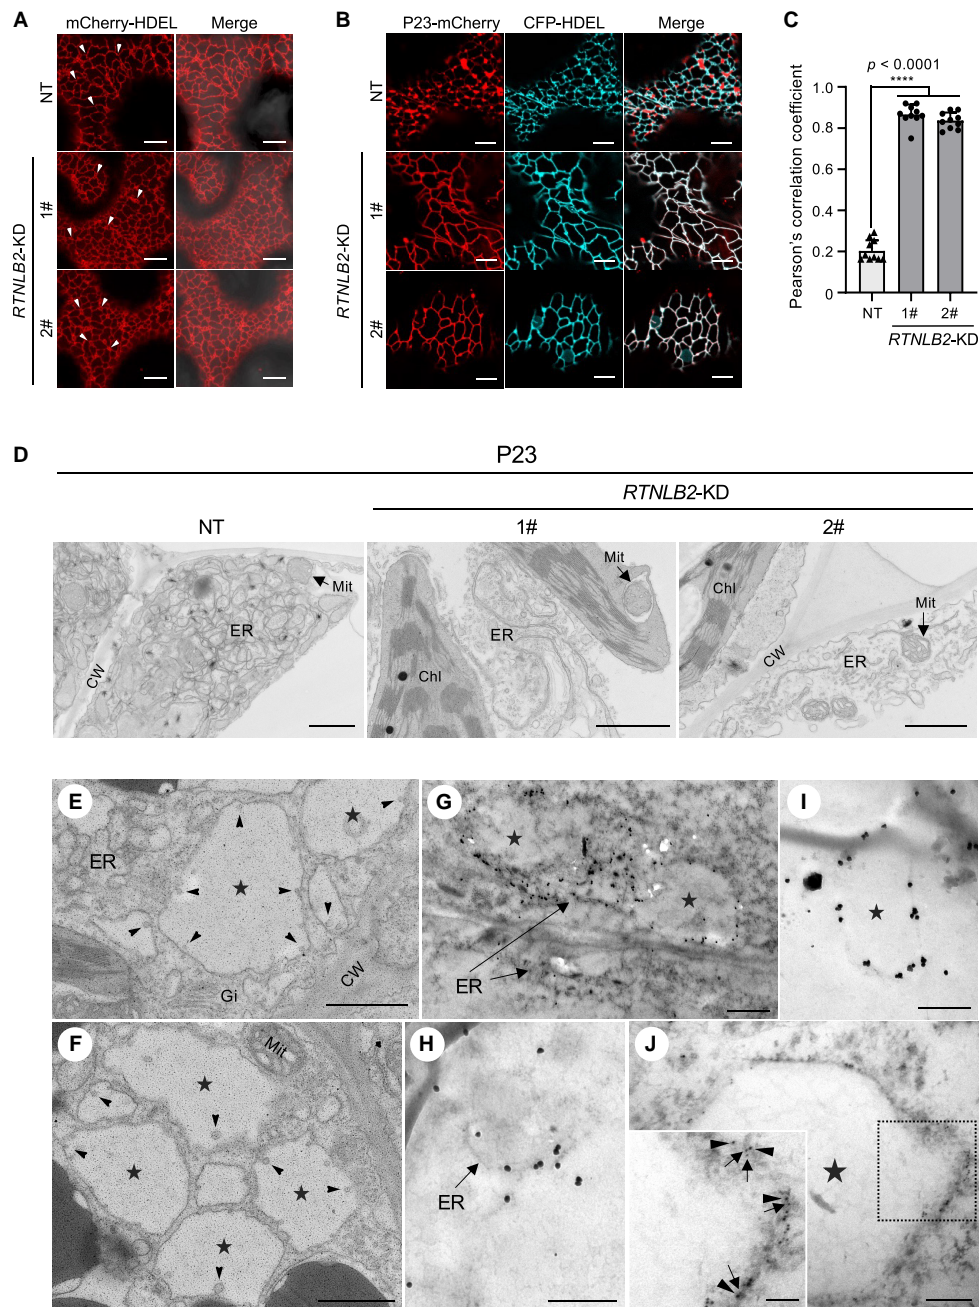 A
mCherry-HDEL
Merge
NT
RTNLB2-KD
1#
2#
B
P23-mCherry
CFP-HDEL
Merge
NT
RTNLB2-KD
1#
2#
C
p < 0.0001
****
Pearson's correlation coefficient
1.0
0.8
0.6
0.4
0.2
0
NT
1#
2#
RTNLB2-KD
D
P23
RTNLB2-KD
NT
1#
2#
Mit
ER
CW
Mit
ER
Chl
Chl
Mit
CW
ER
E
ER
Gi
CW
F
Mit
G
ER
H
ER
I
J